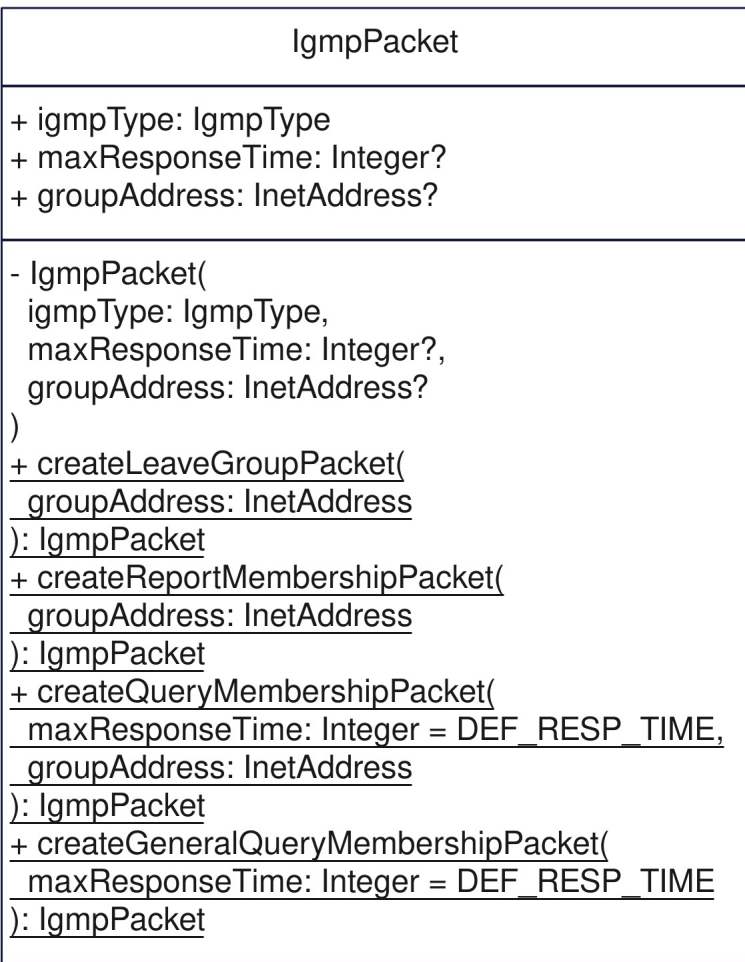 IgmpPacket
+ igmpType: IgmpType
+ maxResponseTime: Integer?
+ groupAddress: InetAddress?
- IgmpPacket(
igmpType: IgmpType,
maxResponseTime: Integer?,
groupAddress: InetAddress?
)
+ createLeaveGroupPacket(
groupAddress: InetAddress
): IgmpPacket
+ createReportMembershipPacket(
groupAddress: InetAddress
): IgmpPacket
+ createQueryMembershipPacket(
maxResponseTime: Integer = DEF_RESP_TIME,
groupAddress: InetAddress
): IgmpPacket
+ createGeneralQueryMembershipPacket(
maxResponseTime: Integer = DEF_RESP_TIME
): IgmpPacket